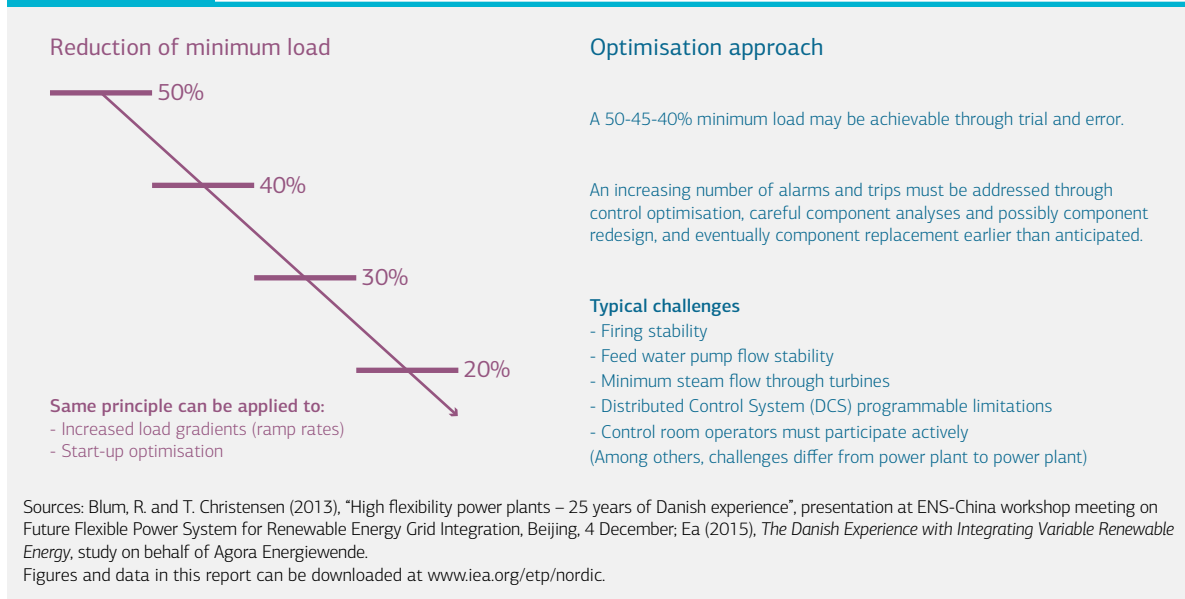 Reduction of minimum load
50%
40%
30%
20%
Same principle can be applied to:
- Increased load gradients (ramp rates)
- Start-up optimisation
Optimisation approach
A 50-45-40% minimum load may be achievable through trial and error.
An increasing number of alarms and trips must be addressed through
control optimisation, careful component analyses and possibly component
redesign, and eventually component replacement earlier than anticipated.
Typical challenges
- Firing stability
- Feed water pump flow stability
- Minimum steam flow through turbines
- Distributed Control System (DCS) programmable limitations
- Control room operators must participate actively
(Among others, challenges differ from power plant to power plant)
Sources: Blum, R. and T. Christensen (2013), “High flexibility power plants – 25 years of Danish experience”, presentation at ENS-China workshop meeting on
Future Flexible Power System for Renewable Energy Grid Integration, Beijing, 4 December; Ea (2015), The Danish Experience with Integrating Variable Renewable
Energy, study on behalf of Agora Energiewende.
Figures and data in this report can be downloaded at www.iea.org/etp/nordic.